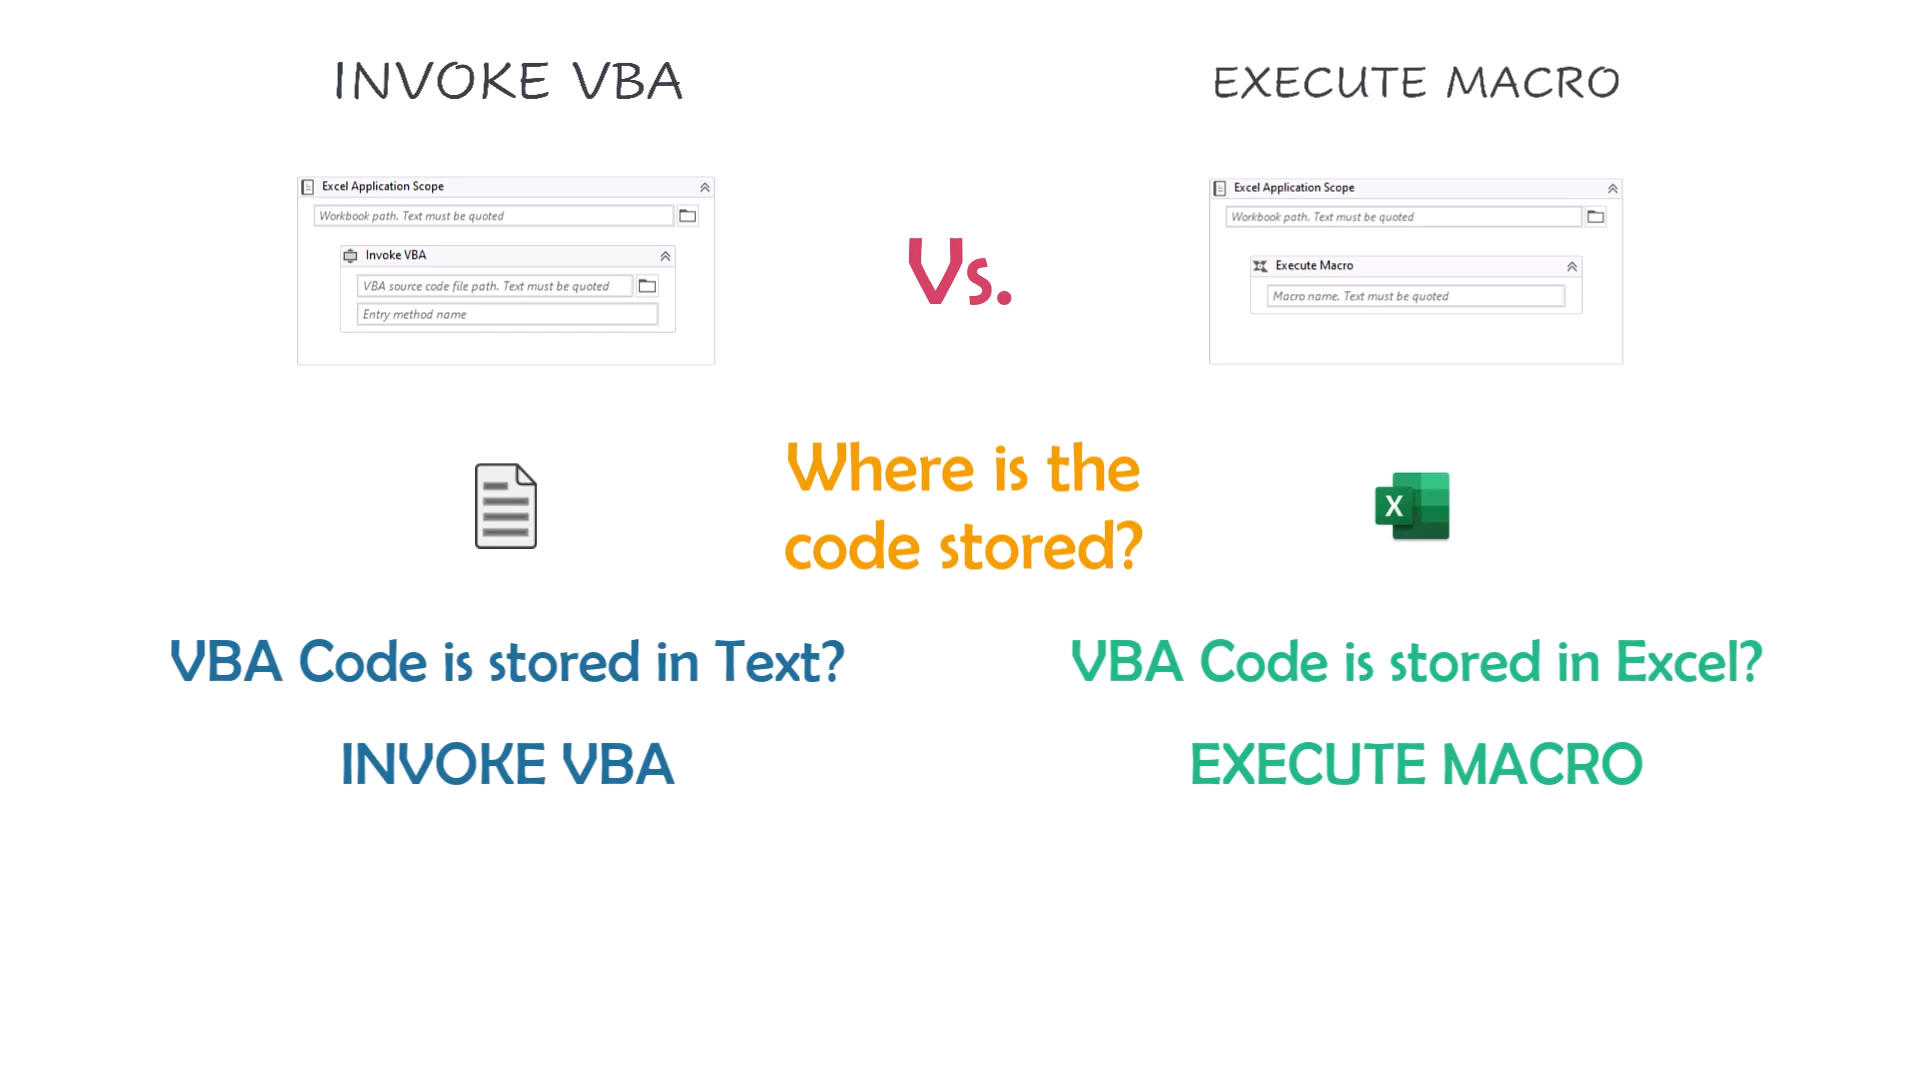 INVOKE VBA
EXECUTE MACRO
Excel Application Scope
Workbook path. Text must be quoted
Invoke VBA
VBA source code file path. Text must be quoted
Entry method name
Vs.
Excel Application Scope
Workbook path. Text must be quoted
Execute Macro
Macro name. Text must be quoted
Where is the
code stored?
X
VBA Code is stored in Text?
VBA Code is stored in Excel?
INVOKE VBA
EXECUTE MACRO